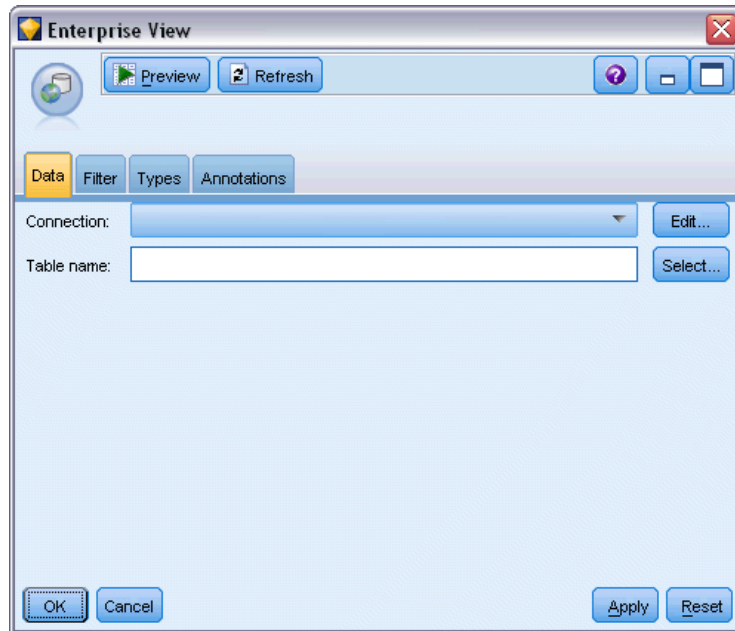 Enterprise View
Preview Refresh
Data Filter Types Annotations
Connection: Edit...
Table name: Select...
OK Cancel Apply Reset